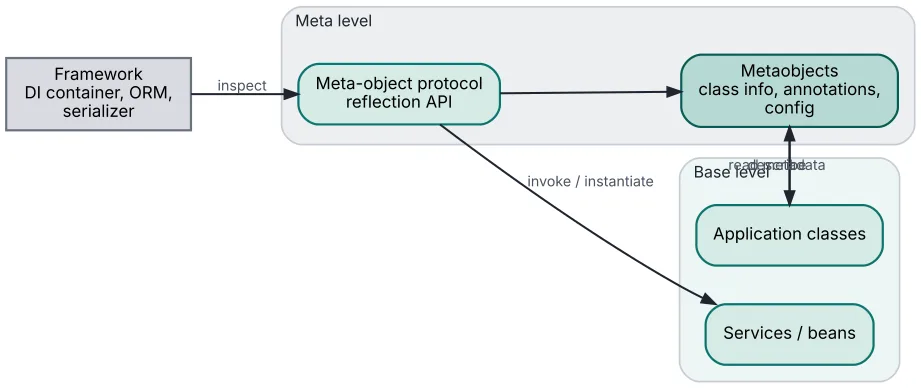 Meta level
Framework
DI container, ORM,
serializer
inspect
Meta-object protocol
reflection API
Metaobjects
class info, annotations,
config
invoke / instantiate
Base level
Application classes
Services / beans